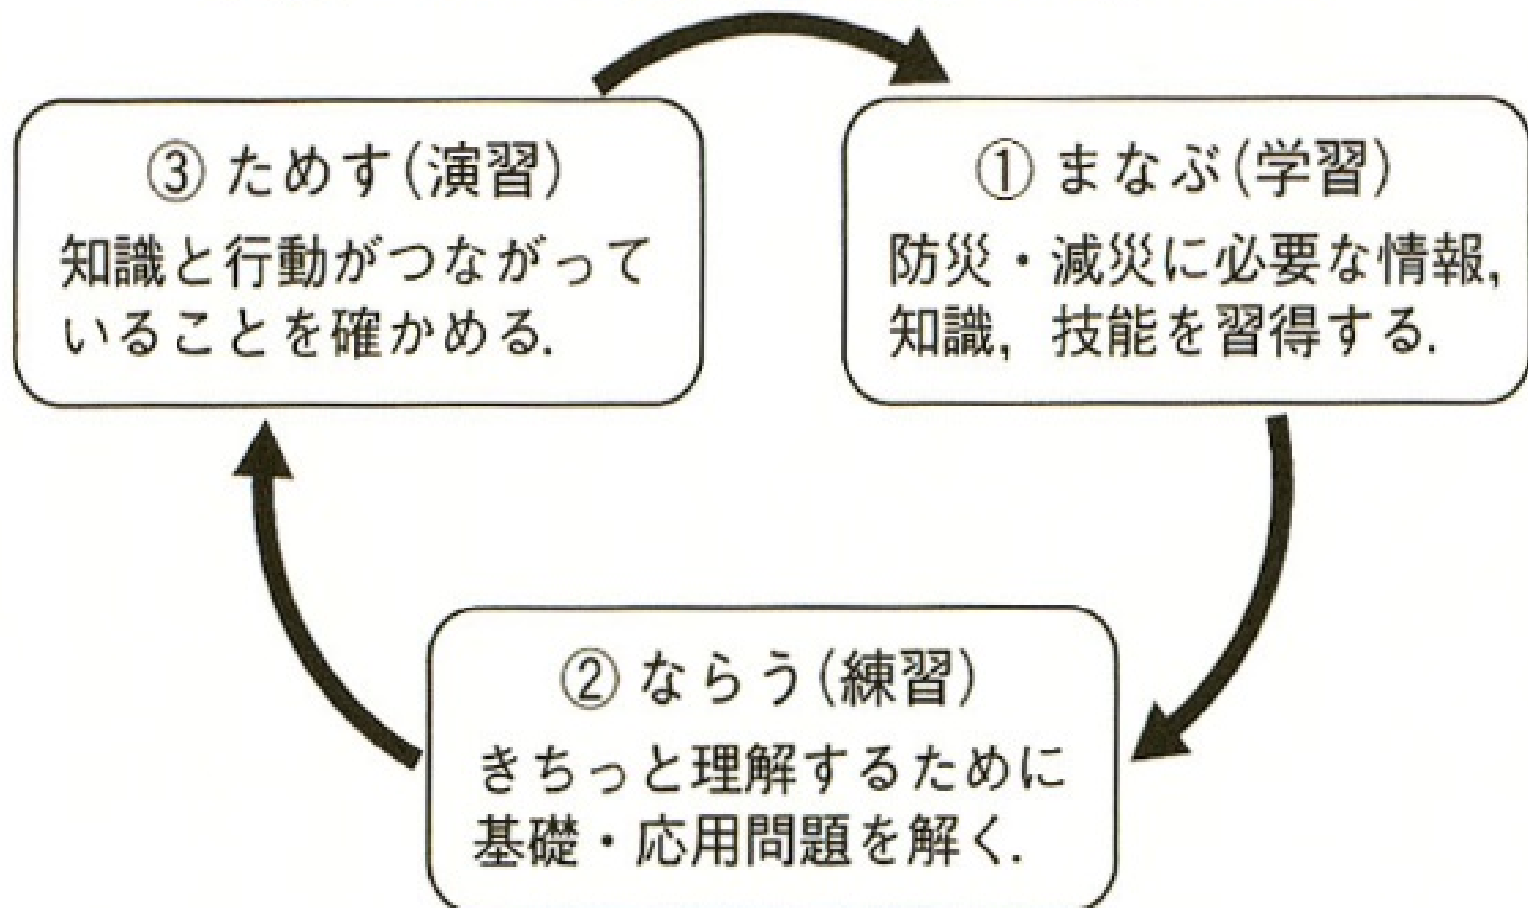 ③ ためす(演習)
知識と行動がつながって
いることを確かめる.
① まなぶ(学習)
防災・減災に必要な情報,
知識, 技能を習得する.
② ならう(練習)
きちっと理解するために
基礎・応用問題を解く.